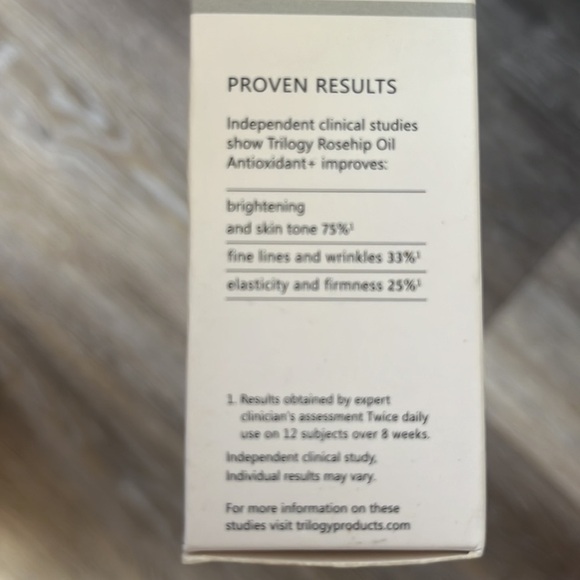 PROVEN RESULTS
Independent clinical studies
show Trilogy Rosehip Oil
Antioxidant+ improves:
brightening
and skin tone 75%¹
fine lines and wrinkles 33%¹
elasticity and firmness 25%¹
1. Results obtained by expert
clinician's assessment Twice daily
use on 12 subjects over 8 weeks.
Independent clinical study,
Individual results may vary.
For more information on these
studies visit trilogyproducts.com